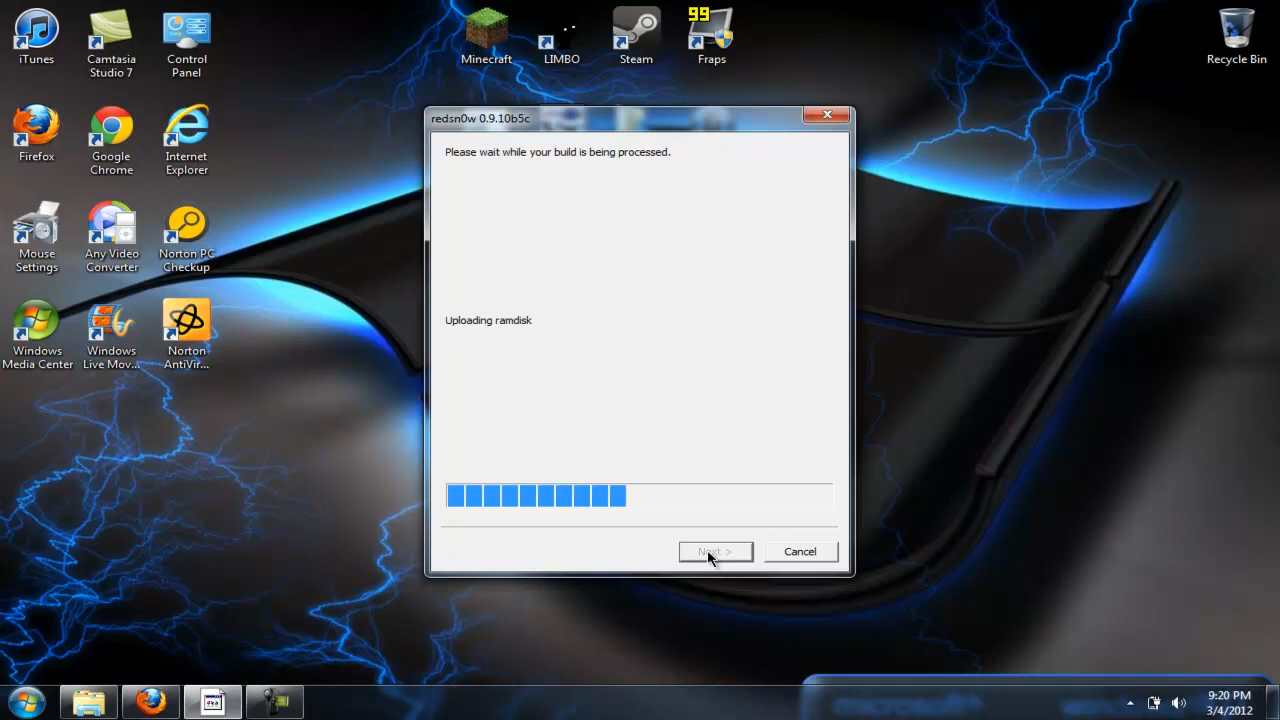 iTunes
Camtasia
Studio 7
Control
Panel
Minecraft
LIMBO
Steam
99
Fraps
Recycle Bin
Firefox
Google
Chrome
Internet
Explorer
Mouse
Settings
Any Video
Converter
Norton PC
Checkup
Windows
Media Center
Windows
Live Mov...
Norton
AntiVir...
redsn0w 0.9.10b5c
Please wait while your build is being processed.
Uploading ramdisk
Next >
Cancel
9:20 PM
3/4/2012